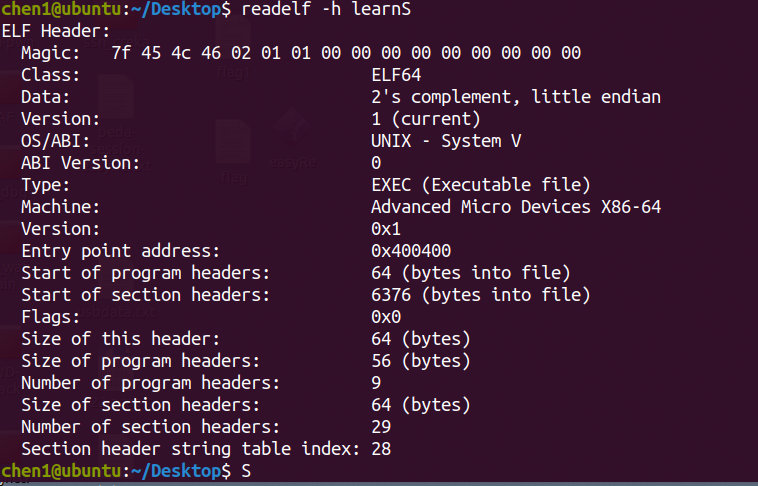 chen1@ubuntu:~/Desktop$ readelf -h learnS
ELF Header:
  Magic:   7f 45 4c 46 02 01 01 00 00 00 00 00 00 00 00 00
  Class:                             ELF64
  Data:                              2's complement, little endian
  Version:                           1 (current)
  OS/ABI:                            UNIX - System V
  ABI Version:                       0
  Type:                              EXEC (Executable file)
  Machine:                           Advanced Micro Devices X86-64
  Version:                           0x1
  Entry point address:               0x400400
  Start of program headers:          64 (bytes into file)
  Start of section headers:          6376 (bytes into file)
  Flags:                             0x0
  Size of this header:               64 (bytes)
  Size of program headers:           56 (bytes)
  Number of program headers:         9
  Size of section headers:           64 (bytes)
  Number of section headers:         29
  Section header string table index: 28
chen1@ubuntu:~/Desktop$ S